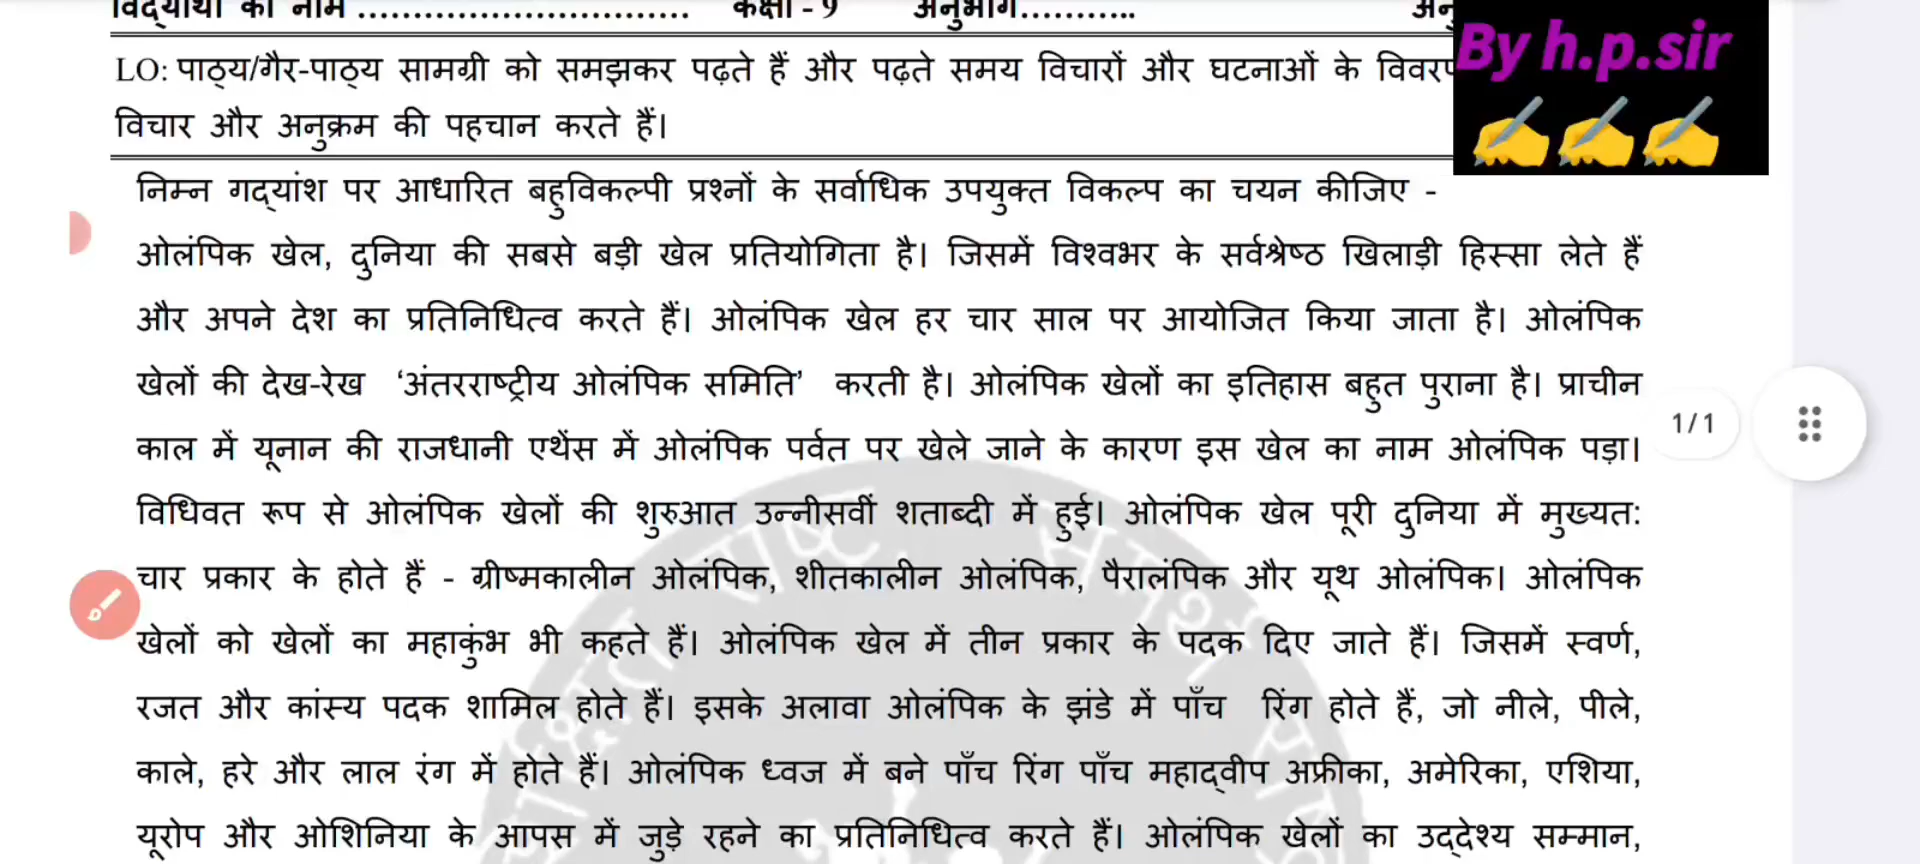 विद्यार्थी का नाम ................................ कक्षा - 9 अनुभाग...........
LO: पाठ्य/गैर-पाठ्य सामग्री को समझकर पढ़ते हैं और पढ़ते समय विचारों और घटनाओं के
By h.p.sir
विचार और अनुक्रम की पहचान करते हैं।
निम्न गद्यांश पर आधारित बहुविकल्पी प्रश्नों के सर्वाधिक उपयुक्त विकल्प का चयन कीजिए -
ओलंपिक खेल, दुनिया की सबसे बड़ी खेल प्रतियोगिता है। जिसमें विश्वभर के सर्वश्रेष्ठ खिलाड़ी हिस्सा लेते हैं
और अपने देश का प्रतिनिधित्व करते हैं। ओलंपिक खेल हर चार साल पर आयोजित किया जाता है। ओलंपिक
खेलों की देख-रेख ‘अंतरराष्ट्रीय ओलंपिक समिति’ करती है। ओलंपिक खेलों का इतिहास बहुत पुराना है। प्राचीन
काल में यूनान की राजधानी एथेंस में ओलंपिक पर्वत पर खेले जाने के कारण इस खेल का नाम ओलंपिक पड़ा।
1/1
विधिवत रूप से ओलंपिक खेलों की शुरुआत उन्नीसवीं शताब्दी में हुई। ओलंपिक खेल पूरी दुनिया में मुख्यत:
चार प्रकार के होते हैं - ग्रीष्मकालीन ओलंपिक, शीतकालीन ओलंपिक, पैरालंपिक और यूथ ओलंपिक। ओलंपिक
खेलों को खेलों का महाकुंभ भी कहते हैं। ओलंपिक खेल में तीन प्रकार के पदक दिए जाते हैं। जिसमें स्वर्ण,
रजत और कांस्य पदक शामिल होते हैं। इसके अलावा ओलंपिक के झंडे में पाँच रिंग होते हैं, जो नीले, पीले,
काले, हरे और लाल रंग में होते हैं। ओलंपिक ध्वज में बने पाँच रिंग पाँच महाद्वीप अफ्रीका, अमेरिका, एशिया,
यूरोप और ओशिनिया के आपस में जुड़े रहने का प्रतिनिधित्व करते हैं। ओलंपिक खेलों का उद्देश्य सम्मान,